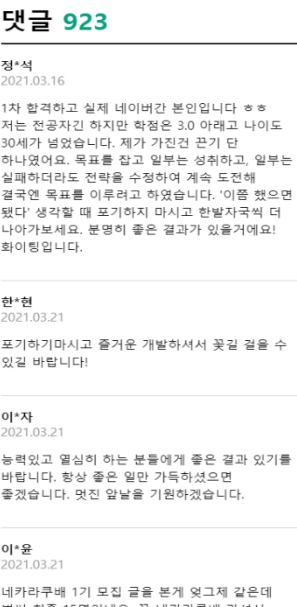 댓글 923
정*석
2021.03.16
1차 합격하고 실제 네이버간 본인입니다 ㅎㅎ
저는 전공자긴 하지만 학점은 3.0 아래고 나이도
30세가 넘었습니다. 제가 가진건 끈기 단
하나였어요. 목표를 잡고 일부는 성취하고, 일부는
실패하더라도 전략을 수정하여 계속 도전해
결국엔 목표를 이루려고 하였습니다. '이쯤 했으면
됐다' 생각할 때 포기하지 마시고 한발자국씩 더
나아가보세요. 분명히 좋은 결과가 있을거에요!
화이팅입니다.
한*현
2021.03.21
포기하기마시고 즐거운 개발하셔서 꽃길 걸을 수
있길 바랍니다!
이*자
2021.03.21
능력있고 열심히 하는 분들에게 좋은 결과 있기를
바랍니다. 항상 좋은 일만 가득하셨으면
좋겠습니다. 멋진 앞날을 기원하겠습니다.
이*윤
2021.03.21
네카라쿠배 1기 모집 글을 본게 엊그제 같은데